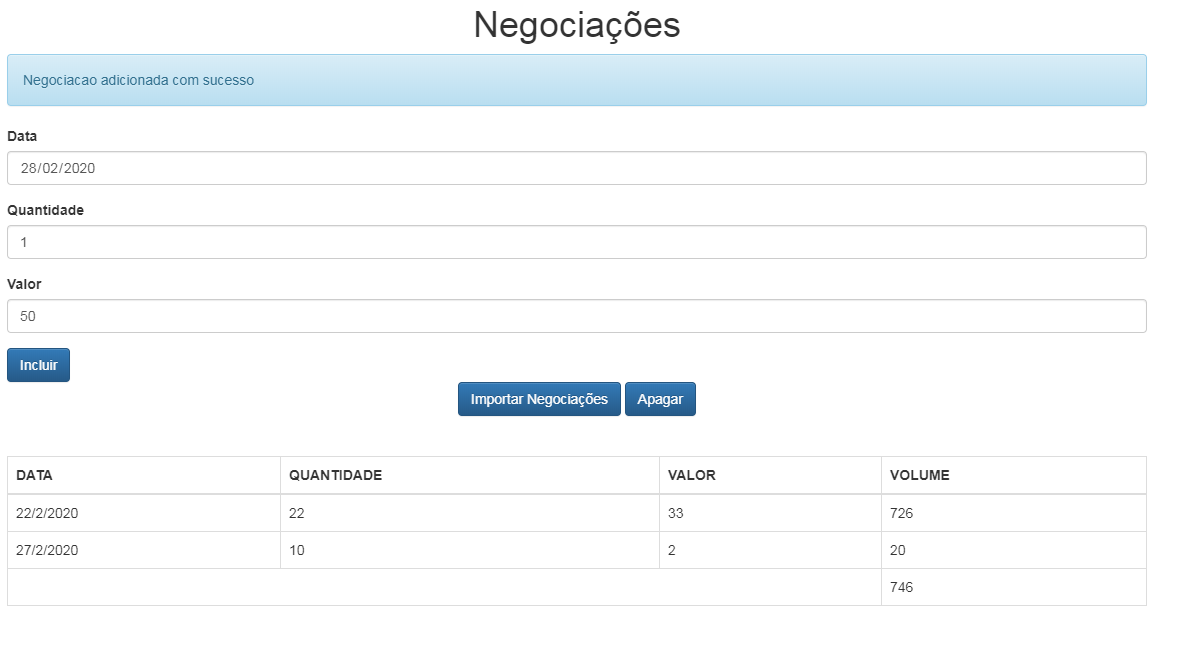 Negociações
Negociacao adicionada com sucesso
Data
28/02/2020
Quantidade
1
Valor
50
Incluir
Importar Negociações Apagar
DATA QUANTIDADE VALOR VOLUME
22/2/2020 22 33 726
27/2/2020 10 2 20
746